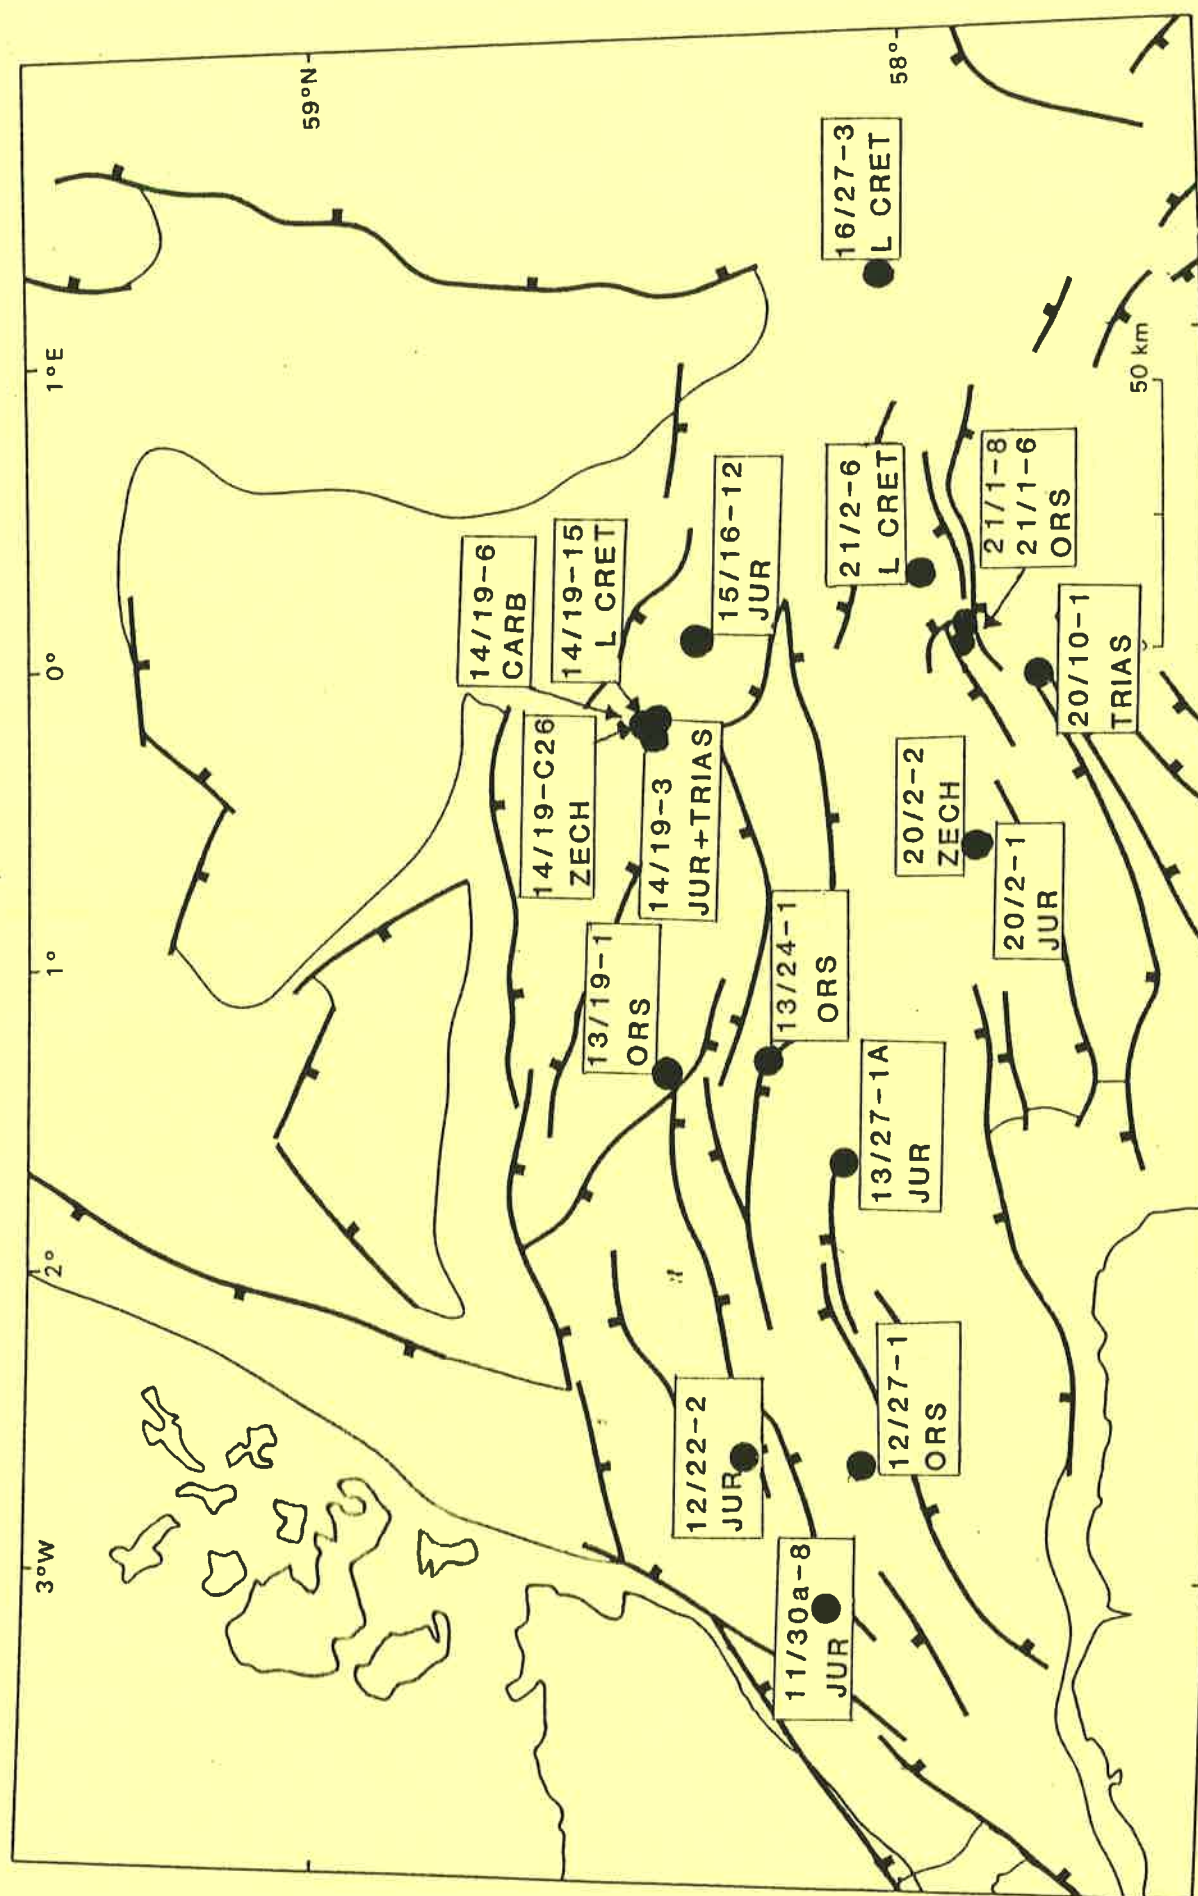 3°W
2°
1°
0°
1°E
59°N
58°
14/19-6
CARB
14/19-15
L CRET
14/19-C26
ZECH
14/19-3
JUR+TRIAS
13/19-1
ORS
15/16-12
JUR
16/27-3
L CRET
21/2-6
L CRET
13/24-1
ORS
12/22-2
JUR
11/30a-8
JUR
12/27-1
ORS
13/27-1A
JUR
20/2-2
ZECH
20/2-1
JUR
21/1-8
21/1-6
ORS
20/10-1
TRIAS
50 km